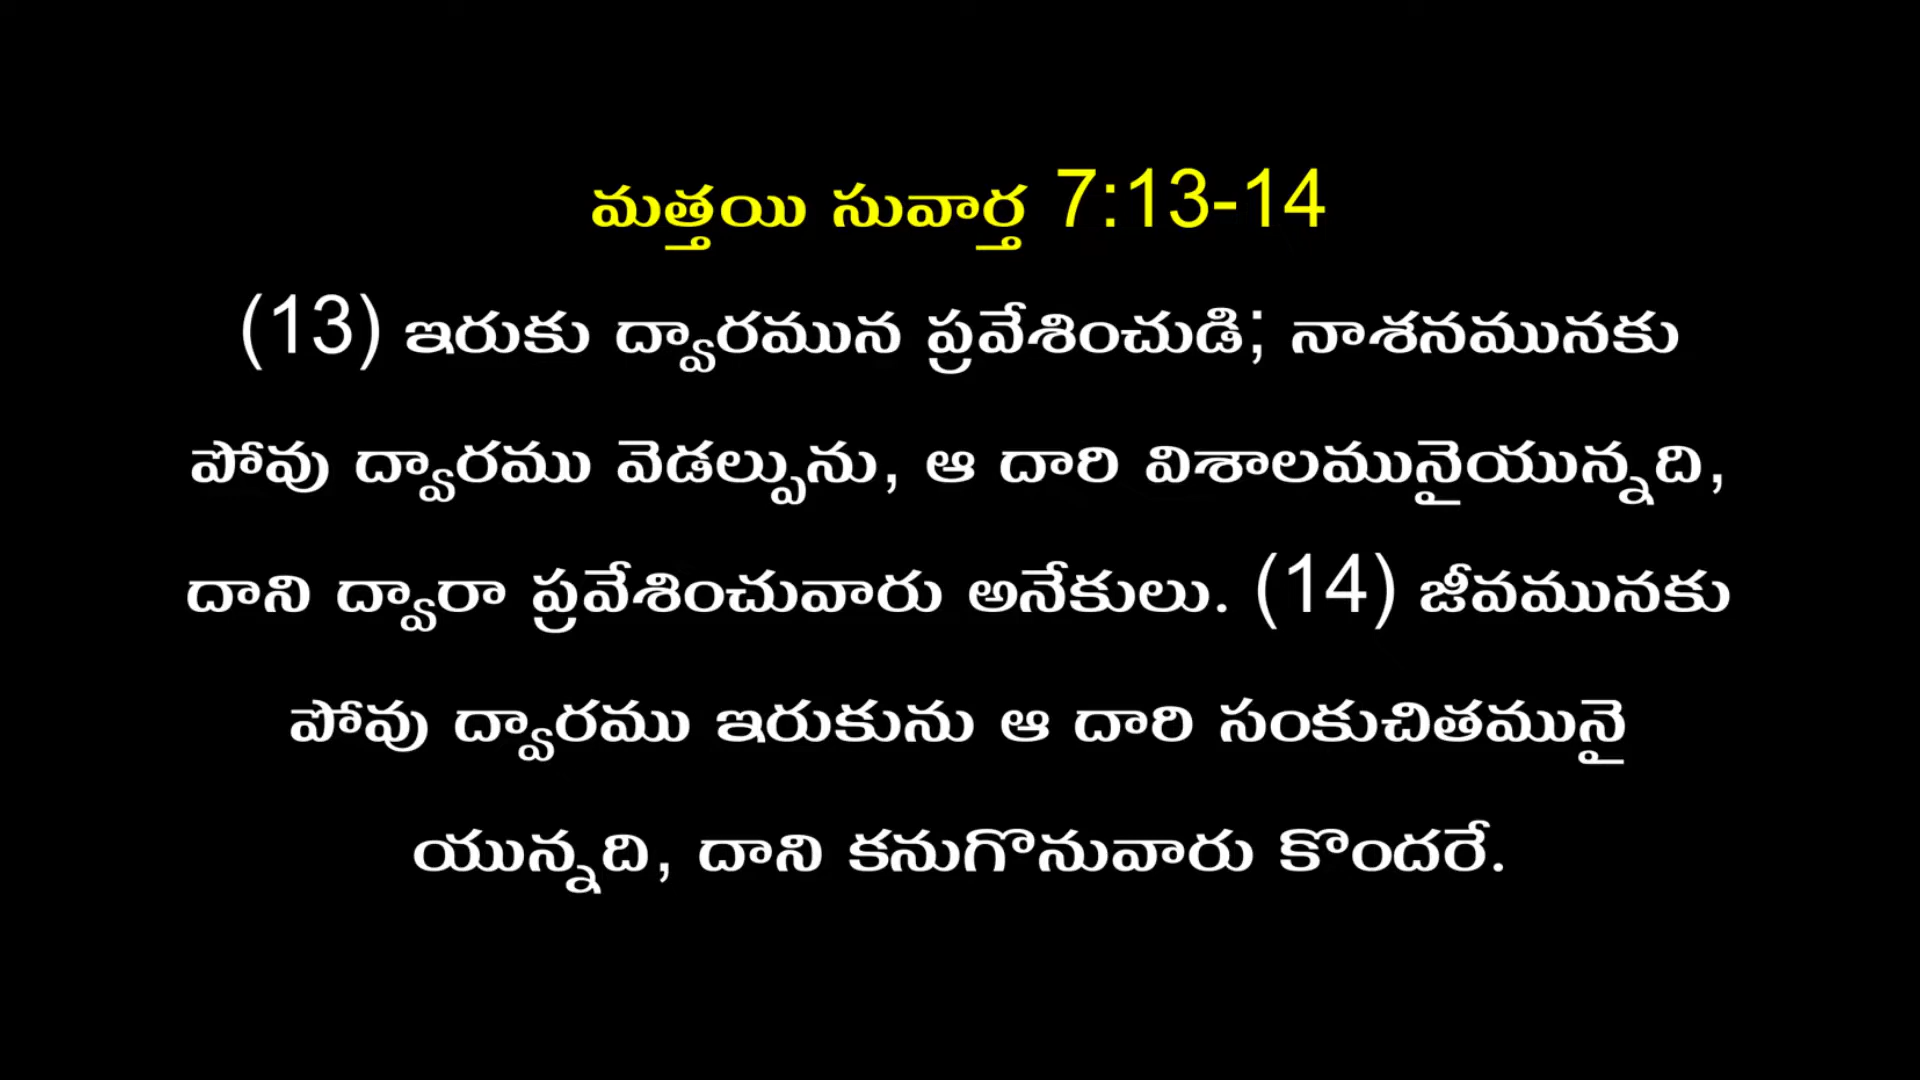 మత్తయి సువార్త 7:13-14
(13) ఇరుకు ద్వారమున ప్రవేశించుడి; నాశనమునకు
పోవు ద్వారము వెడల్పును, ఆ దారి విశాలమునైయున్నది,
దాని ద్వారా ప్రవేశించువారు అనేకులు. (14) జీవమునకు
పోవు ద్వారము ఇరుకును ఆ దారి సంకుచితమునై
యున్నది, దాని కనుగొనువారు కొందరే.